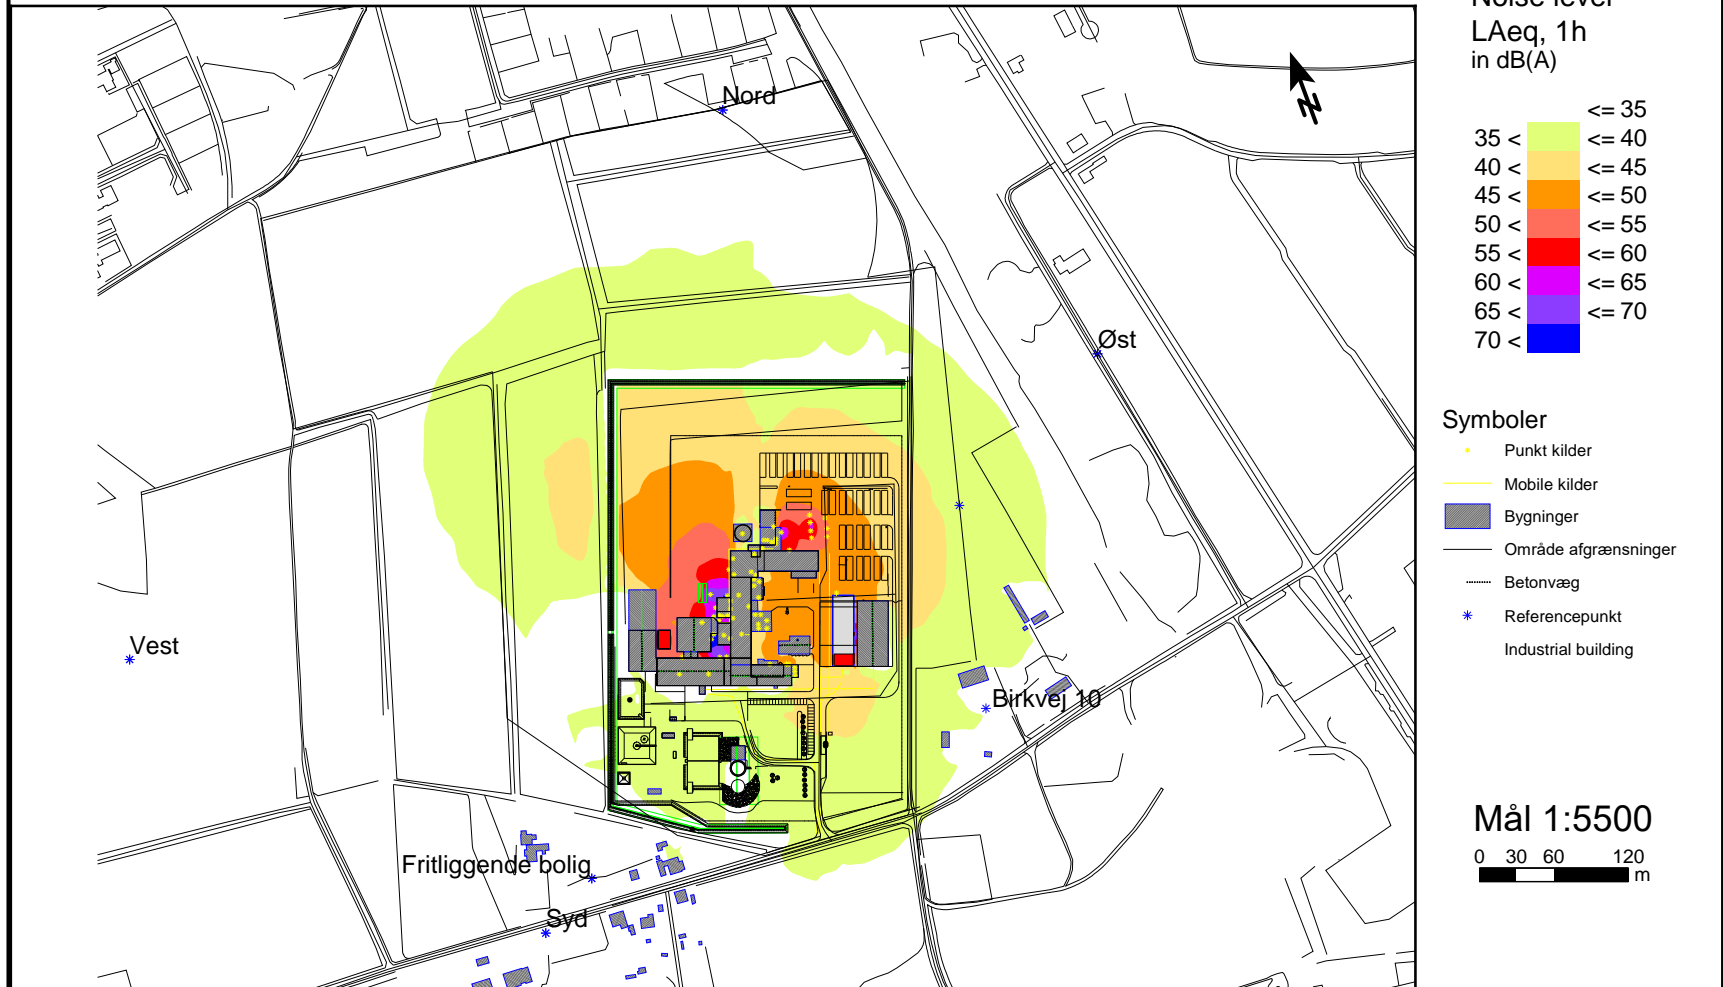 Noise level
LAeq, 1h
in dB(A)
<= 35
35 < <= 40
40 < <= 45
45 < <= 50
50 < <= 55
55 < <= 60
60 < <= 65
65 < <= 70
70 <
Symboler
Punkt kilder
Mobile kilder
Bygninger
Område afgrænsninger
Betonvæg
Referencepunkt
Industrial building
Mål 1:5500
0 30 60 120
m
Nord
Øst
Vest
Birkvej 10
Fritliggende bolig
Syd
N